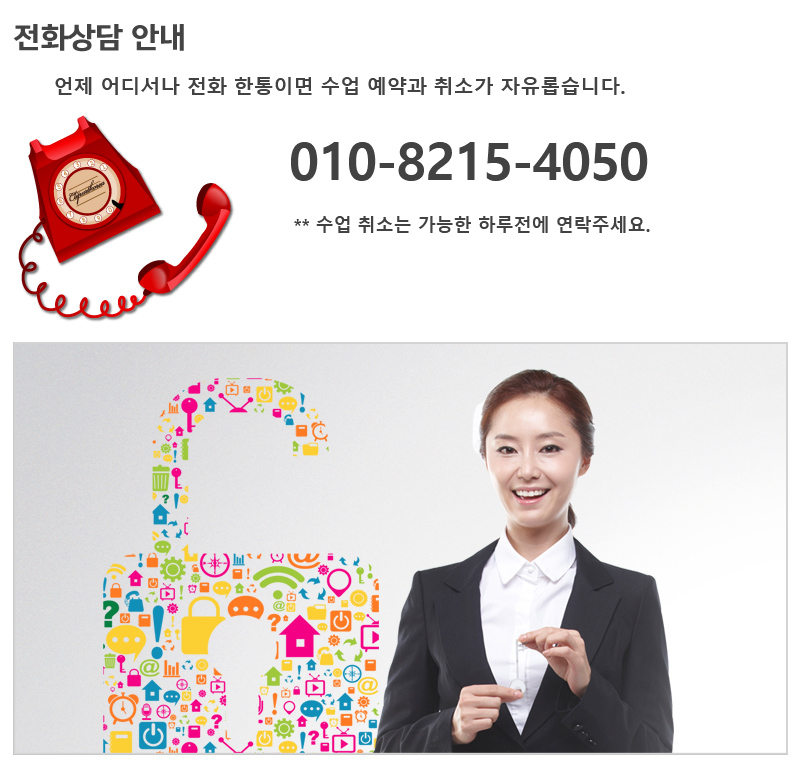 전화상담 안내
언제 어디서나 전화 한통이면 수업 예약과 취소가 자유롭습니다.
010-8215-4050
** 수업 취소는 가능한 하루전에 연락주세요.